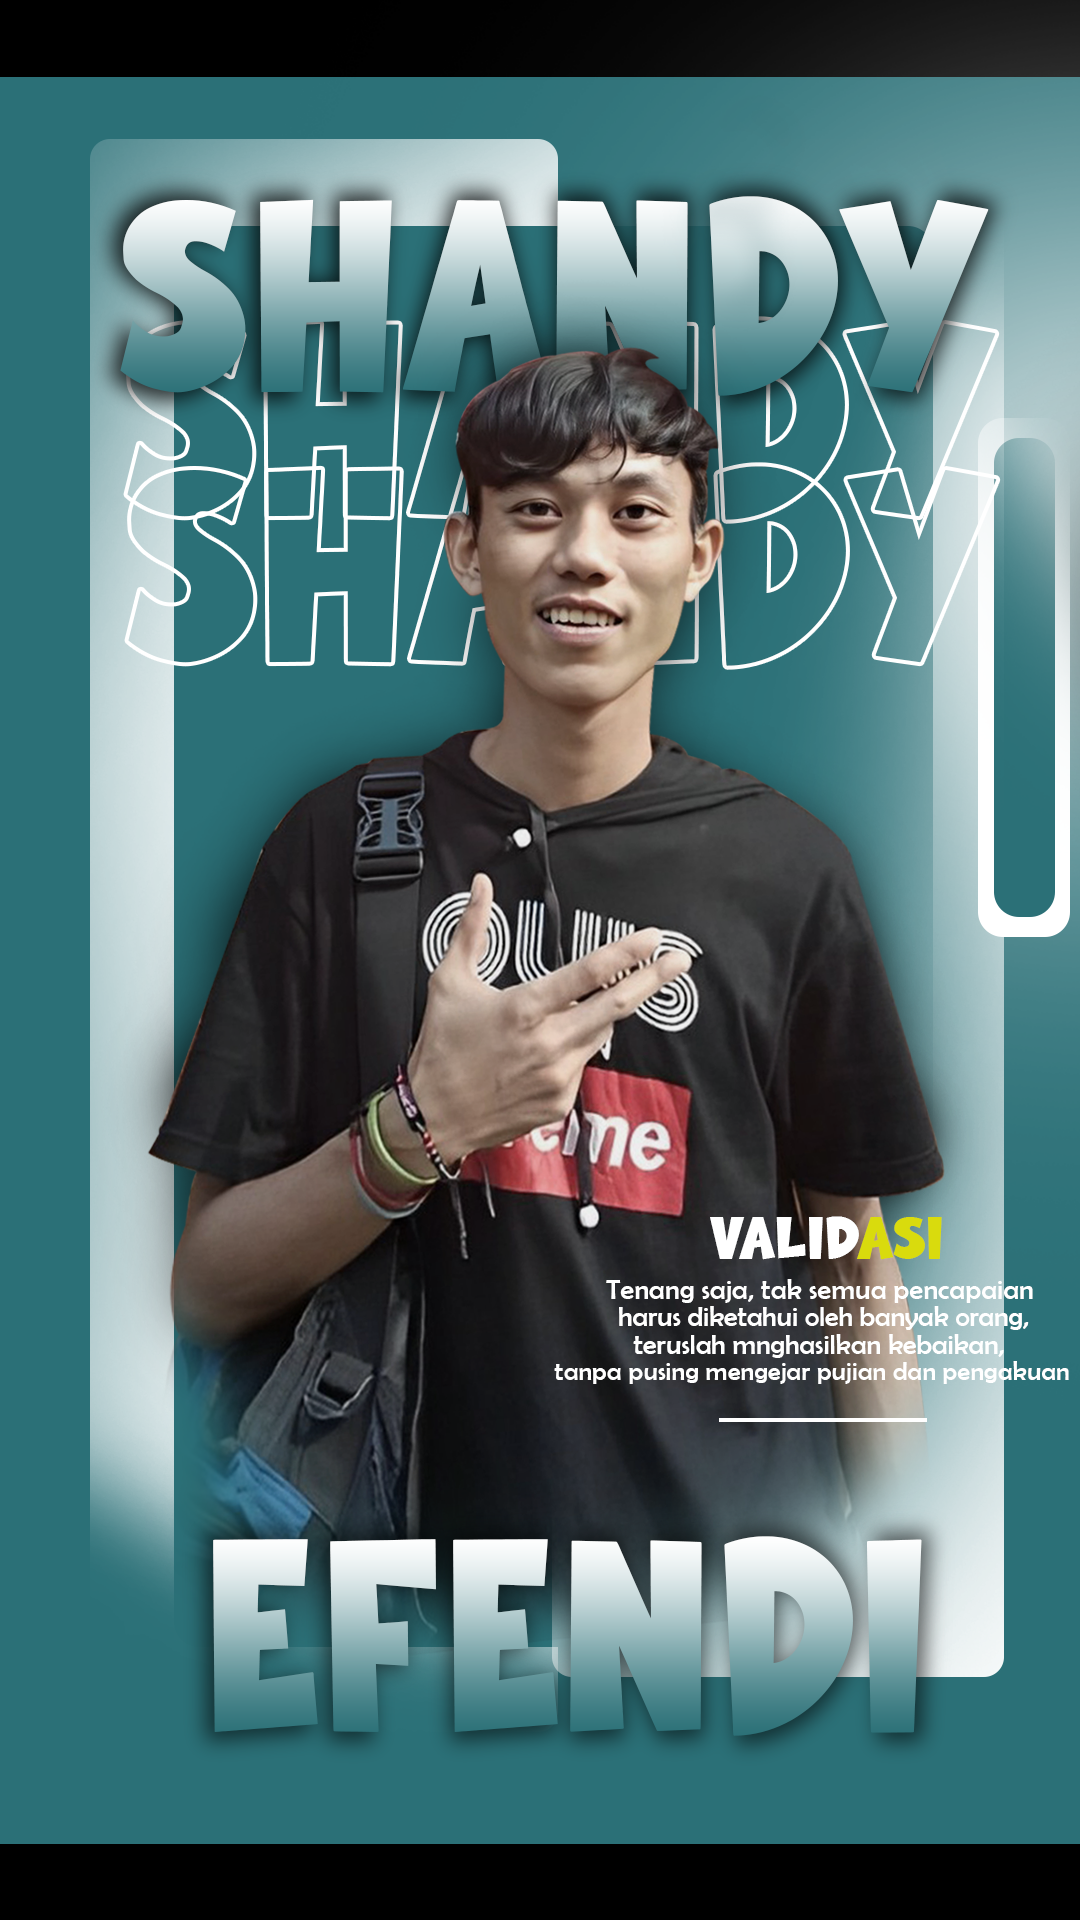 SHANDY
SHANDY
SHANDY
VALIDASI
Tenang saja, tak semua pencapaian
harus diketahui oleh banyak orang,
teruslah mnghasilkan kebaikan,
tanpa pusing mengejar pujian dan pengakuan
EFENDI